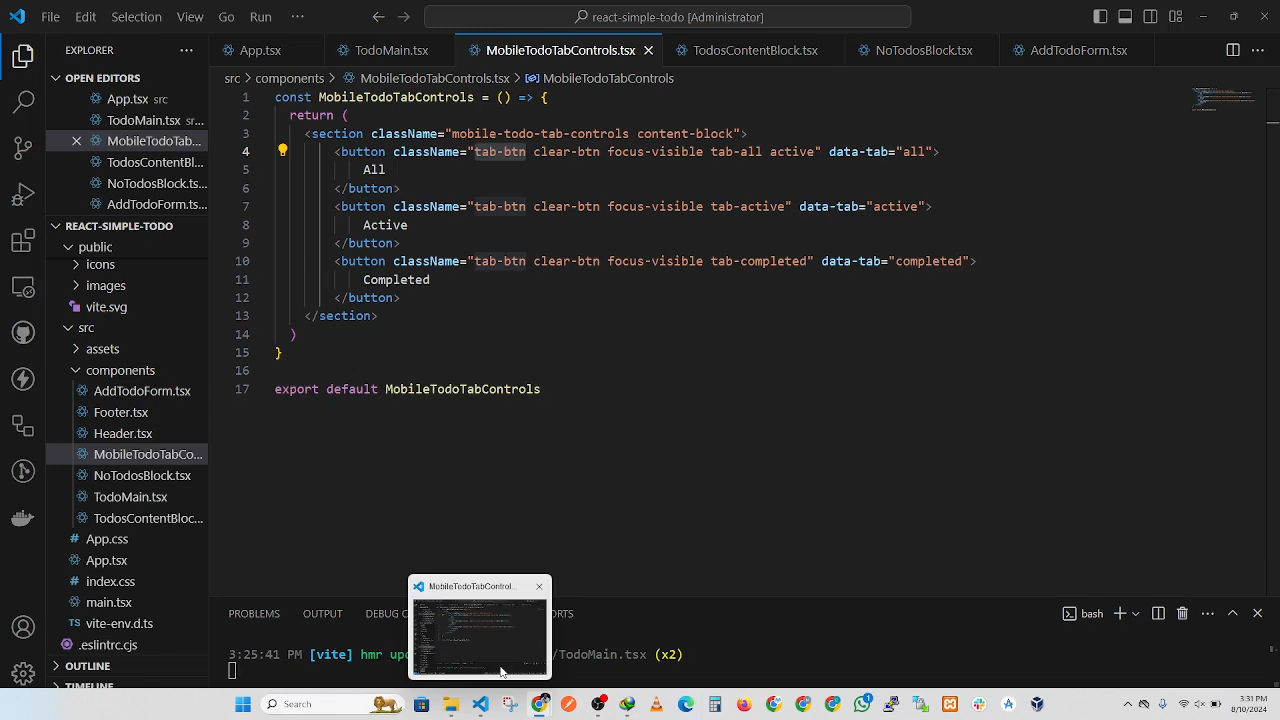 File Edit Selection View Go Run ···
react-simple-todo [Administrator]
EXPLORER
App.tsx TodoMain.tsx MobileTodoTabControls.tsx TodosContentBlock.tsx NoTodosBlock.tsx AddTodoForm.tsx
src > components > MobileTodoTabControls.tsx > MobileTodoTabControls
OPEN EDITORS
App.tsx src
TodoMain.tsx sr...
MobileTodoTab...
TodosContentBl...
NoTodosBlock.ts...
AddTodoForm.ts...
REACT-SIMPLE-TODO
public
icons
images
vite.svg
src
assets
components
AddTodoForm.tsx
Footer.tsx
Header.tsx
MobileTodoTabCo...
NoTodosBlock.tsx
TodoMain.tsx
TodosContentBloc...
App.css
App.tsx
index.css
main.tsx
vite-env.d.ts
.eslintrc.cjs
OUTLINE
TIMELINE
1 const MobileTodoTabControls = () => {
2 return (
3 <section className="mobile-todo-tab-controls content-block">
4 <button className="tab-btn clear-btn focus-visible tab-all active" data-tab="all">
5 All
6 </button>
7 <button className="tab-btn clear-btn focus-visible tab-active" data-tab="active">
8 Active
9 </button>
10 <button className="tab-btn clear-btn focus-visible tab-completed" data-tab="completed">
11 Completed
12 </button>
13 </section>
14 )
15 }
16
17 export default MobileTodoTabControls
OUTPUT DEBUG
bash
MobileTodoTabControl...
3:25:41 PM [vite] hmr /TodoMain.tsx (x2)
Search
3:31 PM
8/10/2024